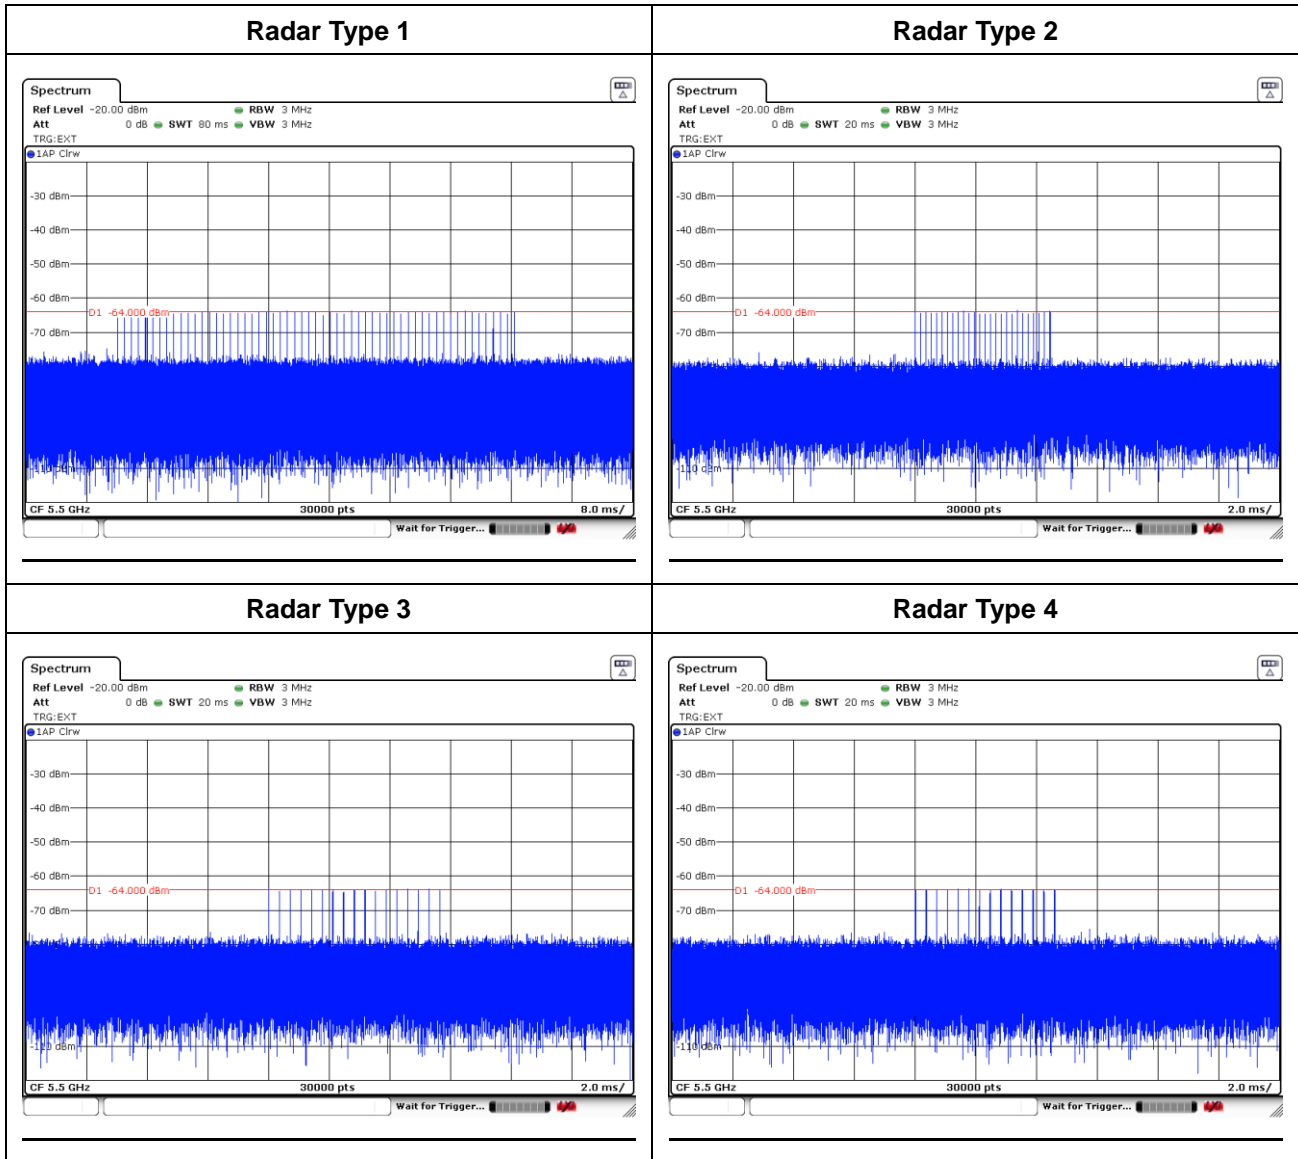 Radar Type 1
Radar Type 2
Spectrum
Ref Level -20.00 dBm RBW 3 MHz
Att 0 dB SWT 80 ms VBW 3 MHz
TRG:EXT
1AP Clrw
-30 dBm
-40 dBm
-50 dBm
-60 dBm
D1 -64.000 dBm
-70 dBm
CF 5.5 GHz 30000 pts 8.0 ms/
Wait for Trigger...
Spectrum
Ref Level -20.00 dBm RBW 3 MHz
Att 0 dB SWT 20 ms VBW 3 MHz
TRG:EXT
1AP Clrw
-30 dBm
-40 dBm
-50 dBm
-60 dBm
D1 -64.000 dBm
-70 dBm
-110 dBm
CF 5.5 GHz 30000 pts 2.0 ms/
Wait for Trigger...
Radar Type 3
Radar Type 4
Spectrum
Ref Level -20.00 dBm RBW 3 MHz
Att 0 dB SWT 20 ms VBW 3 MHz
TRG:EXT
1AP Clrw
-30 dBm
-40 dBm
-50 dBm
-60 dBm
D1 -64.000 dBm
-70 dBm
CF 5.5 GHz 30000 pts 2.0 ms/
Wait for Trigger...
Spectrum
Ref Level -20.00 dBm RBW 3 MHz
Att 0 dB SWT 20 ms VBW 3 MHz
TRG:EXT
1AP Clrw
-30 dBm
-40 dBm
-50 dBm
-60 dBm
D1 -64.000 dBm
-70 dBm
-110 dBm
CF 5.5 GHz 30000 pts 2.0 ms/
Wait for Trigger...